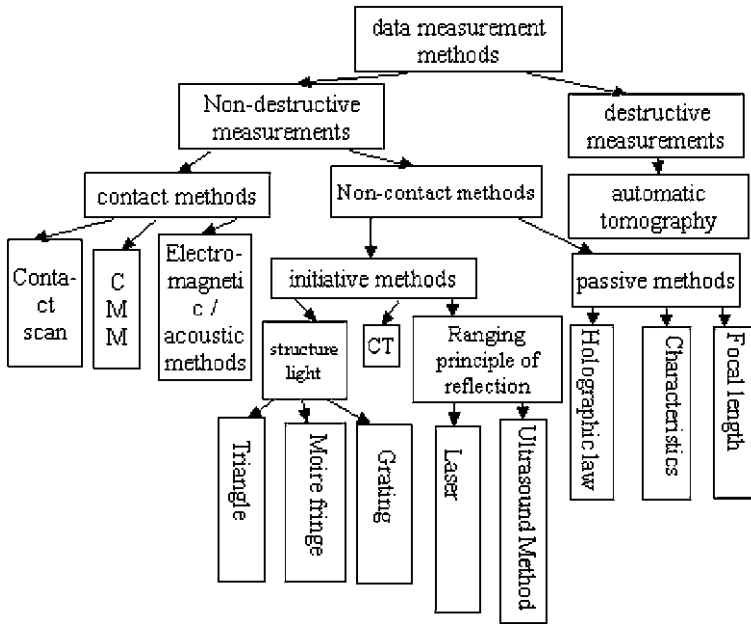 data measurement
methods
Non-destructive
measurements
destructive
measurements
contact methods
Non-contact methods
automatic
tomography
Conta-
ct
scan
C
M
M
Electro-
magneti
c /
acoustic
methods
initiative methods
passive methods
structure
light
CT
Ranging
principle of
reflection
Holographic law
Characteristics
Focal length
Triangle
Moire fringe
Grating
Laser
Ultrasound Method